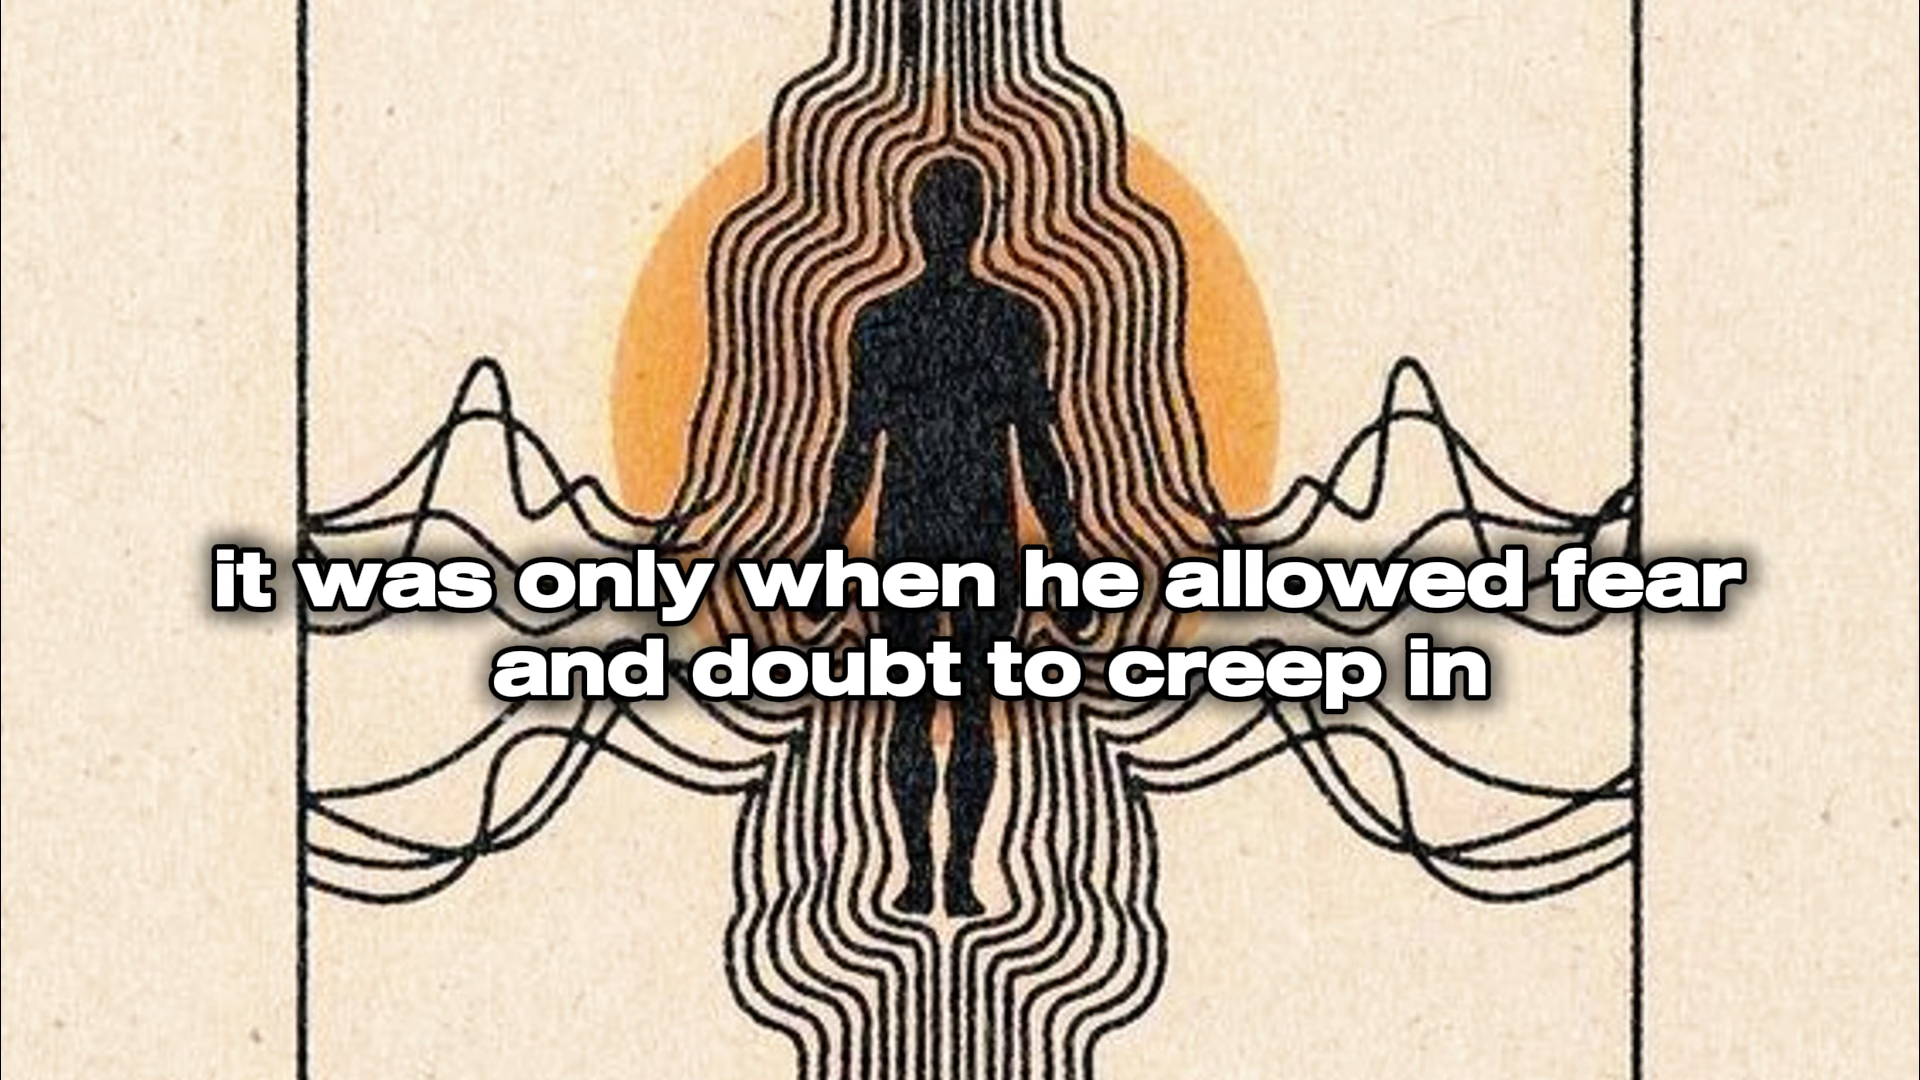 it was only when he allowed fear
and doubt to creep in